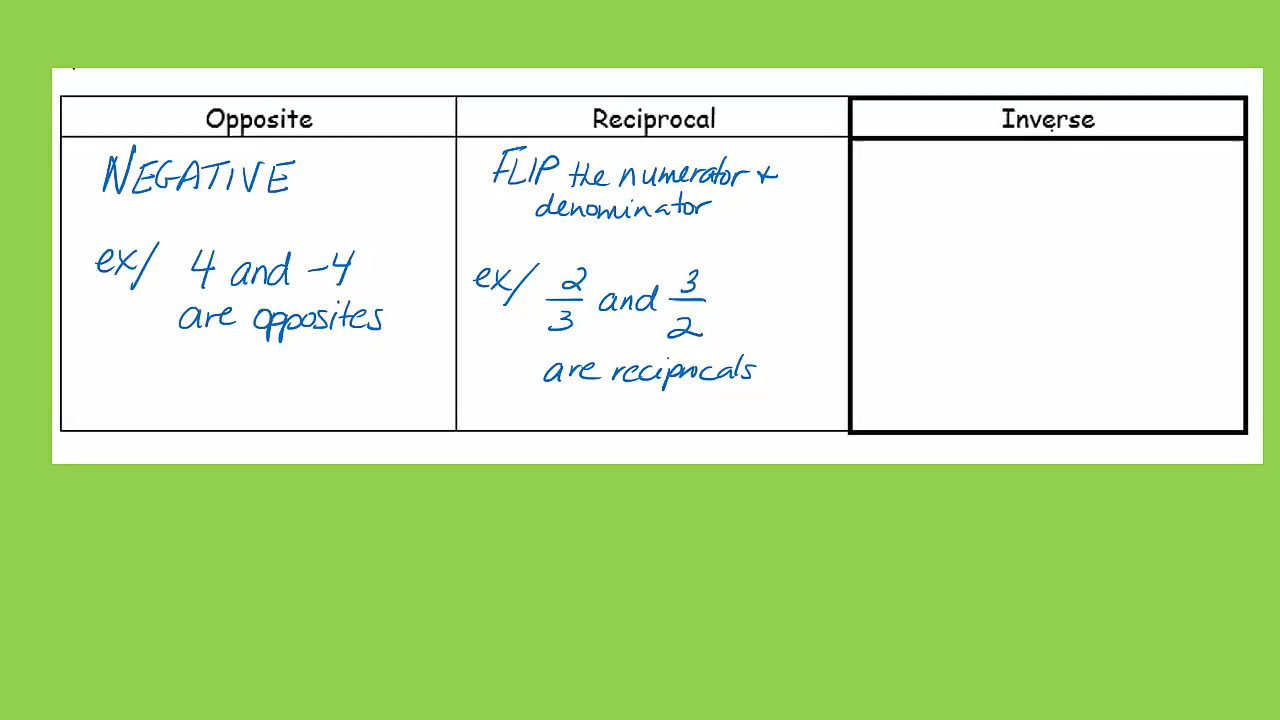 Opposite
NEGATIVE
ex/ 4 and -4
are opposites
Reciprocal
FLIP the numerator &
denominator
ex/ 2/3 and 3/2
are reciprocals
Inverse